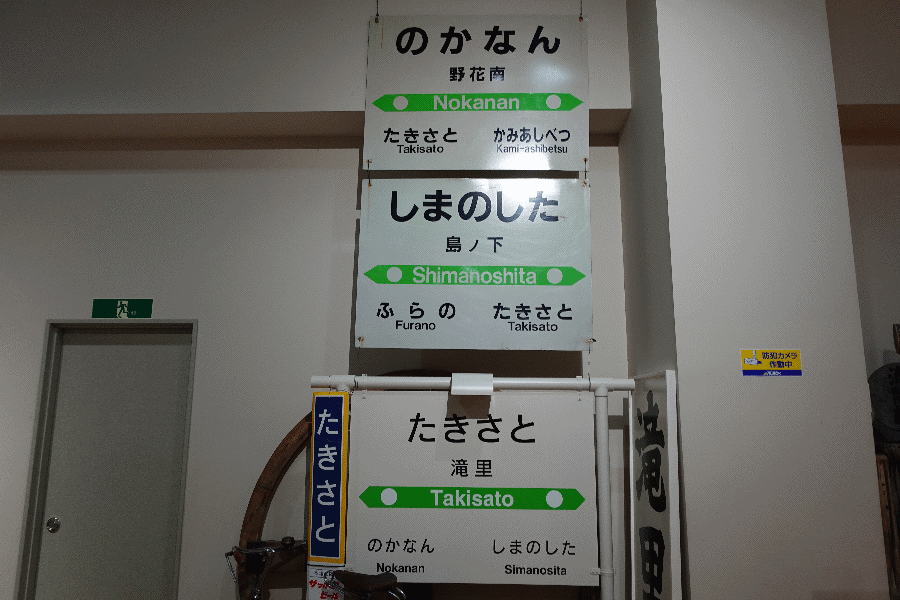 のかなん
野花南
Nokanan
たきさと かみあしべつ
Takisato Kami-ashibetsu
しまのした
島ノ下
Shimanoshita
ふらの たきさと
Furano Takisato
たきさと
滝里
Takisato
のかなん しまのした
Nokanan Simanosita
たきさと
滝里
防犯カメラ
作動中